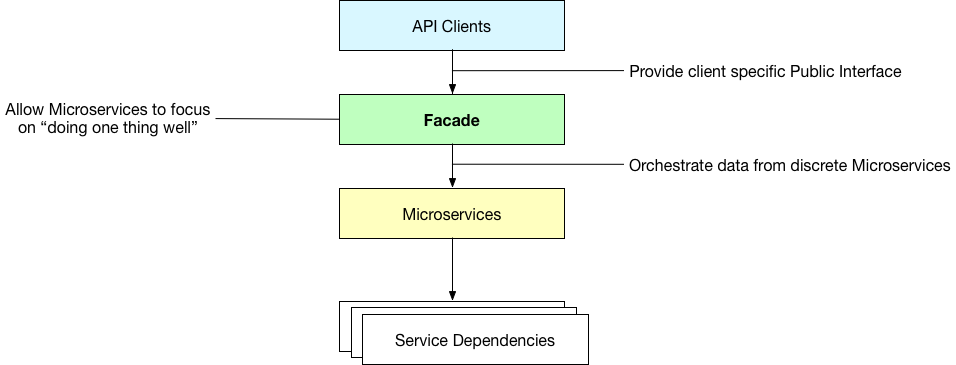 API Clients
Provide client specific Public Interface
Allow Microservices to focus
on “doing one thing well”
Facade
Orchestrate data from discrete Microservices
Microservices
Service Dependencies